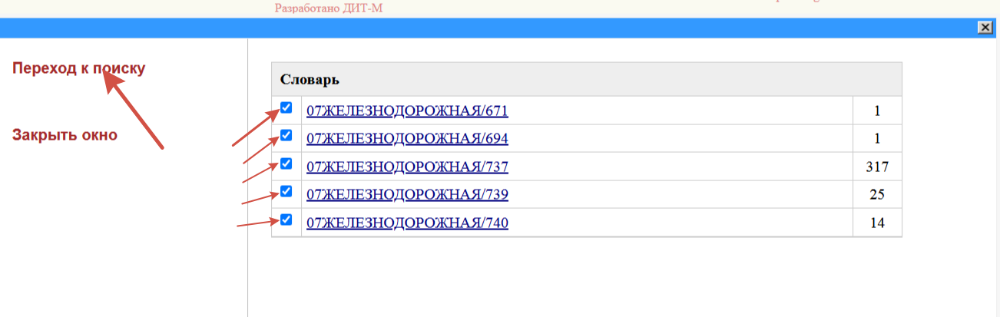 Разработано ДИТ-М
Переход к поиску
Закрыть окно
Словарь
07ЖЕЛЕЗНОДОРОЖНАЯ/671 1
07ЖЕЛЕЗНОДОРОЖНАЯ/694 1
07ЖЕЛЕЗНОДОРОЖНАЯ/737 317
07ЖЕЛЕЗНОДОРОЖНАЯ/739 25
07ЖЕЛЕЗНОДОРОЖНАЯ/740 14